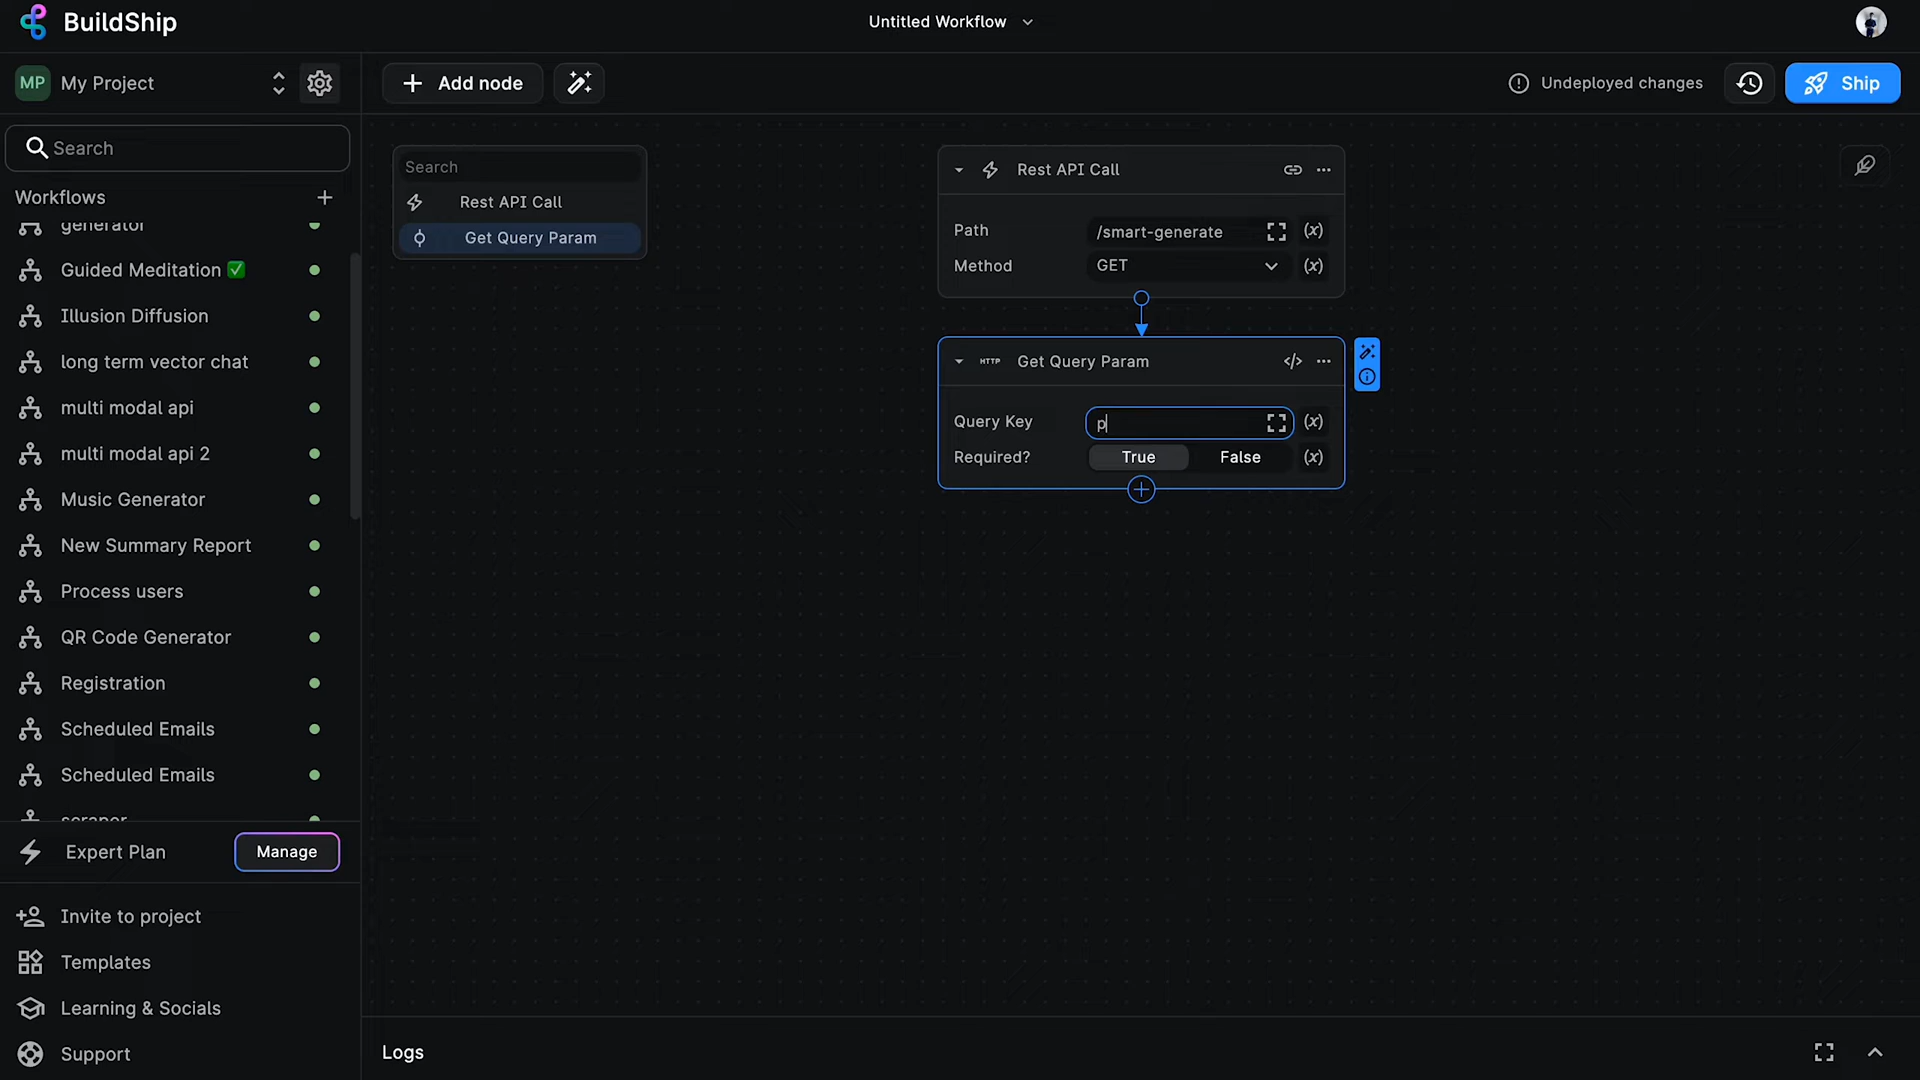 BuildShip
Untitled Workflow
MP My Project
Add node
Undeployed changes
Ship
Search
Workflows
generator
Guided Meditation ✅
Illusion Diffusion
long term vector chat
multi modal api
multi modal api 2
Music Generator
New Summary Report
Process users
QR Code Generator
Registration
Scheduled Emails
Scheduled Emails
scraper
Expert Plan
Manage
Invite to project
Templates
Learning & Socials
Support
Search
Rest API Call
Get Query Param
Rest API Call
Path /smart-generate (x)
Method GET (x)
HTTP Get Query Param </>
Query Key p (x)
Required? True False (x)
Logs